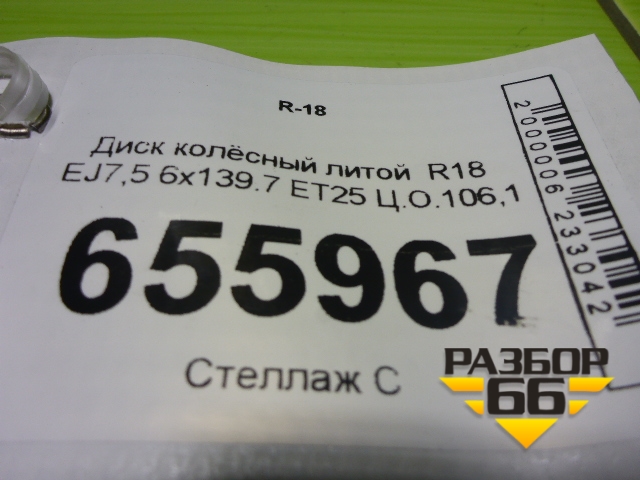 R-18
Диск колёсный литой R18
EJ7,5 6x139.7 ET25 Ц.О.106,1
655967
Стеллаж С
2000006233042
РАЗБОР
66